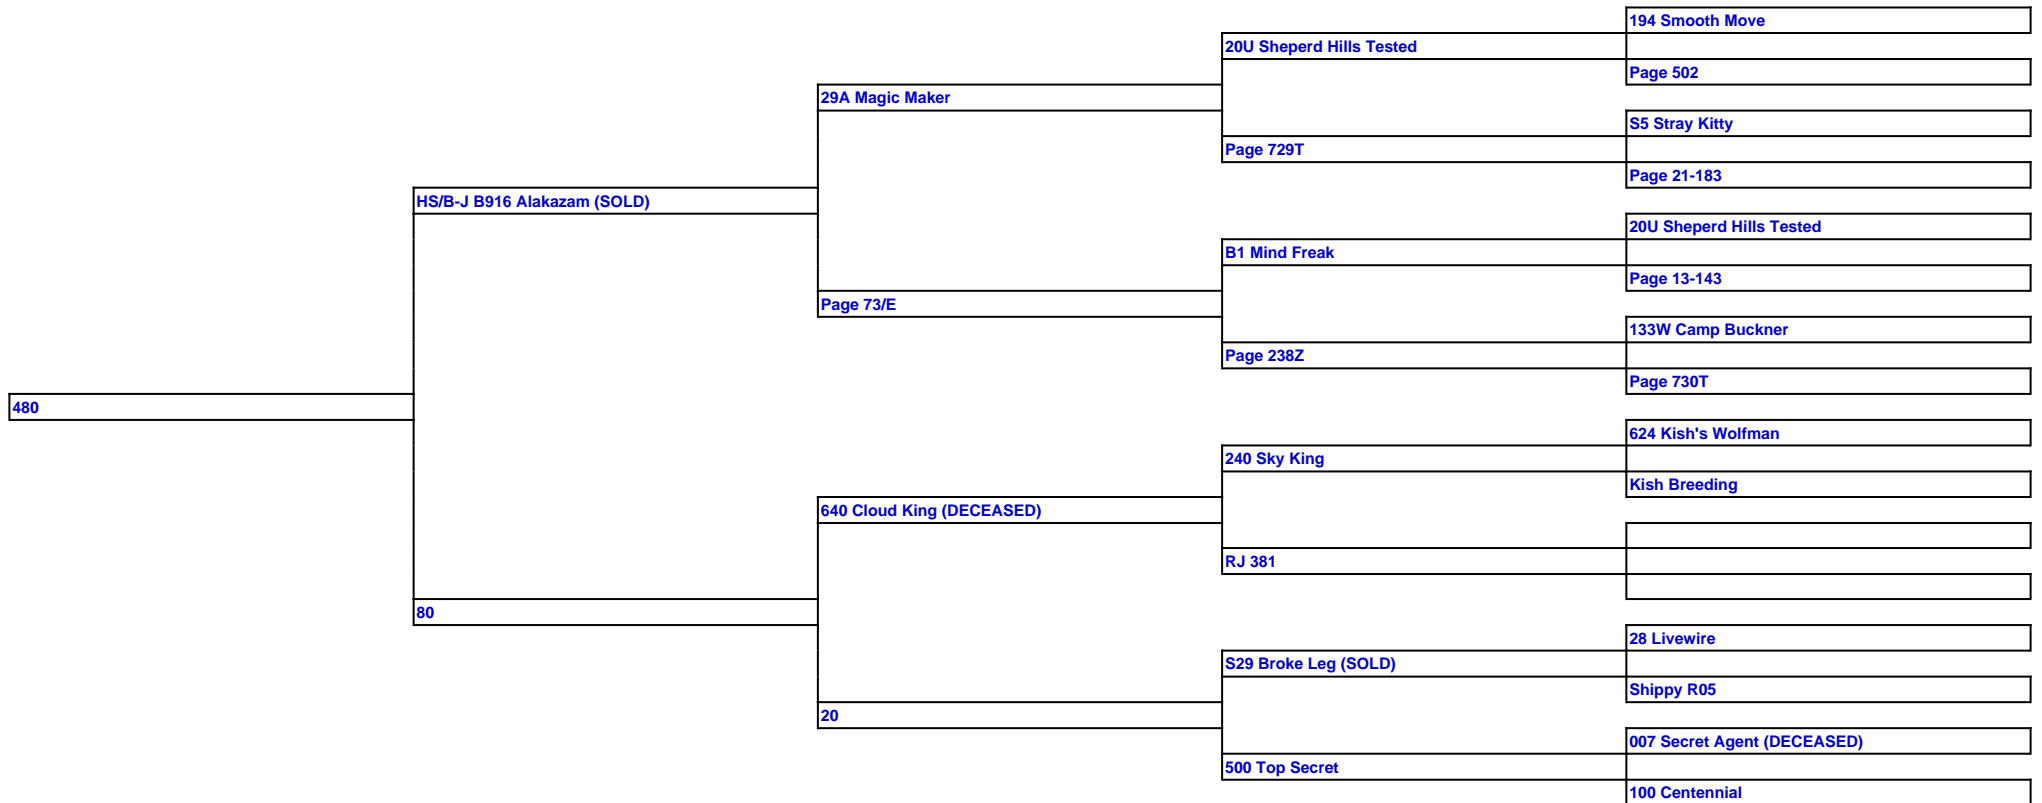 194 Smooth Move
20U Sheperd Hills Tested
Page 502
29A Magic Maker
S5 Stray Kitty
Page 729T
Page 21-183
HS/B-J B916 Alakazam (SOLD)
20U Sheperd Hills Tested
B1 Mind Freak
Page 13-143
Page 73/E
133W Camp Buckner
Page 238Z
Page 730T
480
624 Kish's Wolfman
240 Sky King
Kish Breeding
640 Cloud King (DECEASED)
RJ 381
80
28 Livewire
S29 Broke Leg (SOLD)
Shippy R05
20
007 Secret Agent (DECEASED)
500 Top Secret
100 Centennial